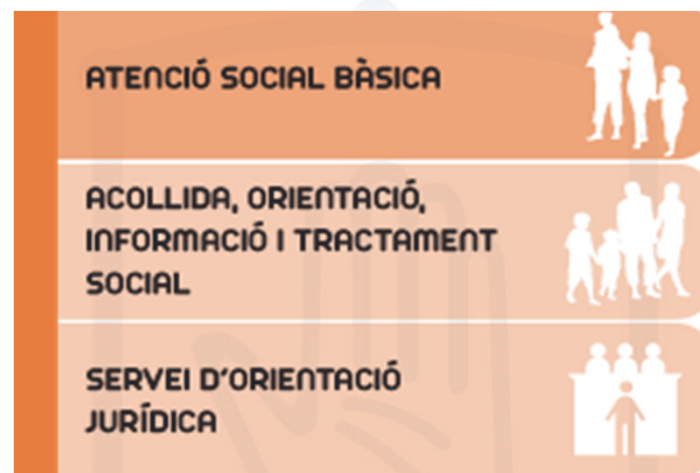 ATENCIÓ SOCIAL BÀSICA
ACOLLIDA, ORIENTACIÓ,
INFORMACIÓ I TRACTAMENT
SOCIAL
SERVEI D'ORIENTACIÓ
JURÍDICA